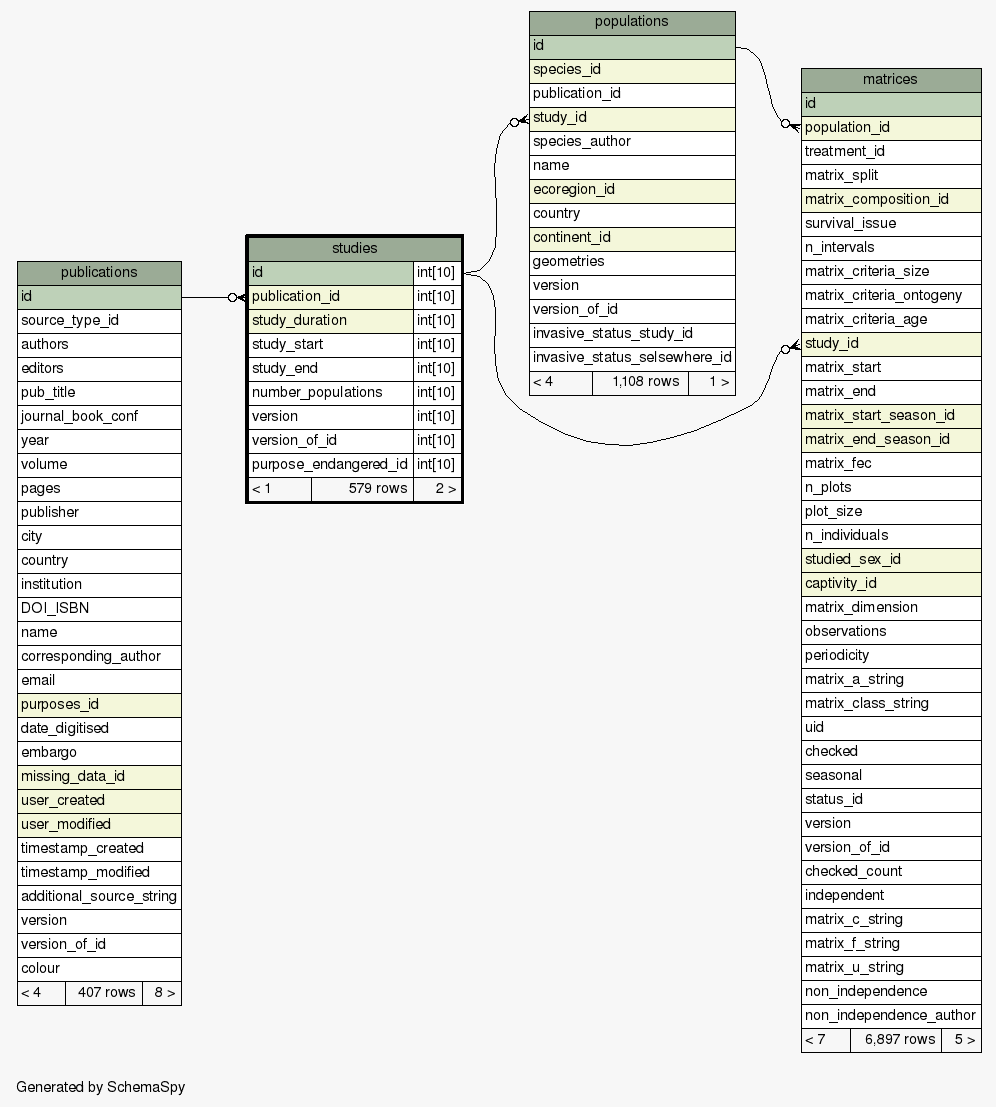 populations
id
species_id
publication_id
study_id
species_author
name
ecoregion_id
country
continent_id
geometries
version
version_of_id
invasive_status_study_id
invasive_status_selsewhere_id
< 4 1,108 rows 1 >
matrices
id
population_id
treatment_id
matrix_split
matrix_composition_id
survival_issue
n_intervals
matrix_criteria_size
matrix_criteria_ontogeny
matrix_criteria_age
study_id
matrix_start
matrix_end
matrix_start_season_id
matrix_end_season_id
matrix_fec
n_plots
plot_size
n_individuals
studied_sex_id
captivity_id
matrix_dimension
observations
periodicity
matrix_a_string
matrix_class_string
uid
checked
seasonal
status_id
version
version_of_id
checked_count
independent
matrix_c_string
matrix_f_string
matrix_u_string
non_independence
non_independence_author
< 7 6,897 rows 5 >
studies
id int[10]
publication_id int[10]
study_duration int[10]
study_start int[10]
study_end int[10]
number_populations int[10]
version int[10]
version_of_id int[10]
purpose_endangered_id int[10]
< 1 579 rows 2 >
publications
id
source_type_id
authors
editors
pub_title
journal_book_conf
year
volume
pages
publisher
city
country
institution
DOI_ISBN
name
corresponding_author
email
purposes_id
date_digitised
embargo
missing_data_id
user_created
user_modified
timestamp_created
timestamp_modified
additional_source_string
version
version_of_id
colour
< 4 407 rows 8 >
Generated by SchemaSpy